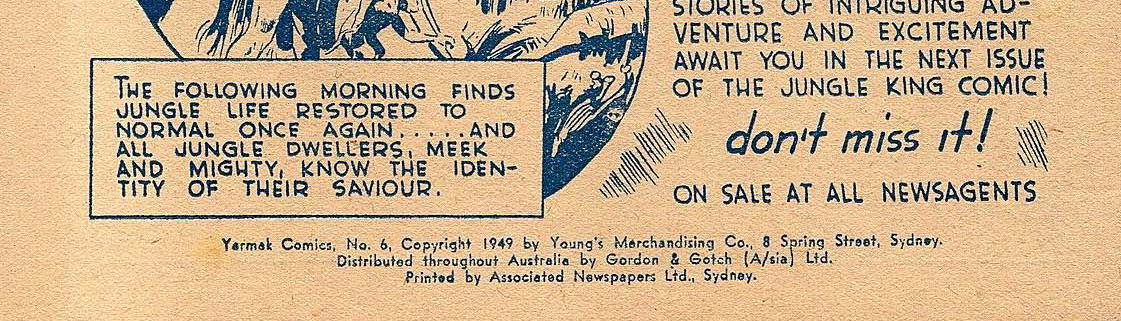 THE FOLLOWING MORNING FINDS
JUNGLE LIFE RESTORED TO
NORMAL ONCE AGAIN.....AND
ALL JUNGLE DWELLERS, MEEK
AND MIGHTY, KNOW THE IDEN-
TITY OF THEIR SAVIOUR.
STORIES OF INTRIGUING AD-
VENTURE AND EXCITEMENT
AWAIT YOU IN THE NEXT ISSUE
OF THE JUNGLE KING COMIC!
don't miss it!
ON SALE AT ALL NEWSAGENTS
Yarmak Comics, No. 6, Copyright 1949 by Young's Merchandising Co., 8 Spring Street, Sydney.
Distributed throughout Australia by Gordon & Gotch (A/sia) Ltd.
Printed by Associated Newspapers Ltd., Sydney.